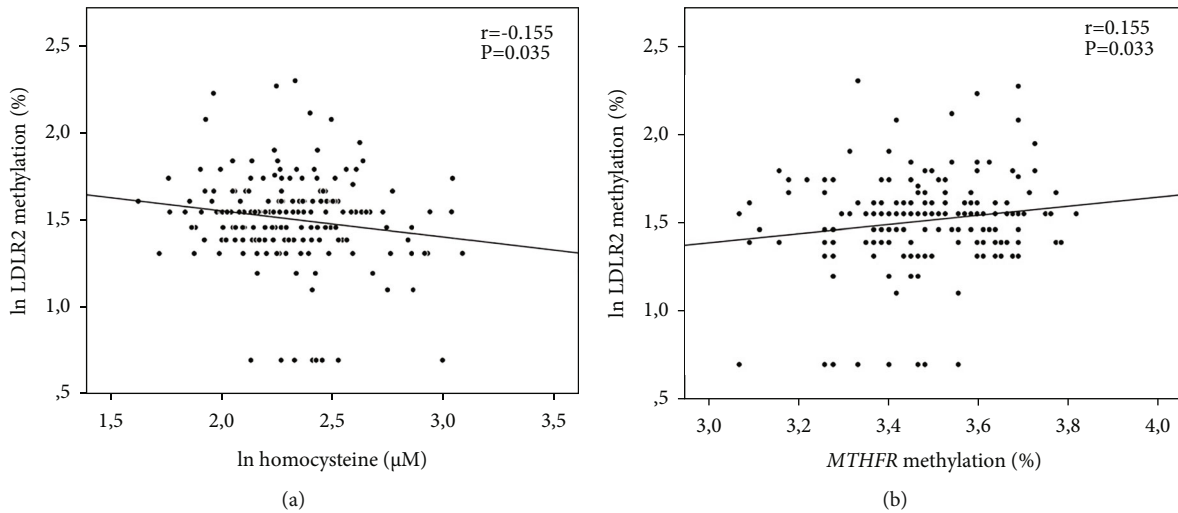 r=-0.155
P=0.035
2,5
2,0
1,5
1,0
,5
ln LDLR2 methylation (%)
1,5 2,0 2,5 3,0 3,5
ln homocysteine (µM)
(a)
r=0.155
P=0.033
2,5
2,0
1,5
1,0
,5
ln LDLR2 methylation (%)
3,0 3,2 3,4 3,6 3,8 4,0
MTHFR methylation (%)
(b)